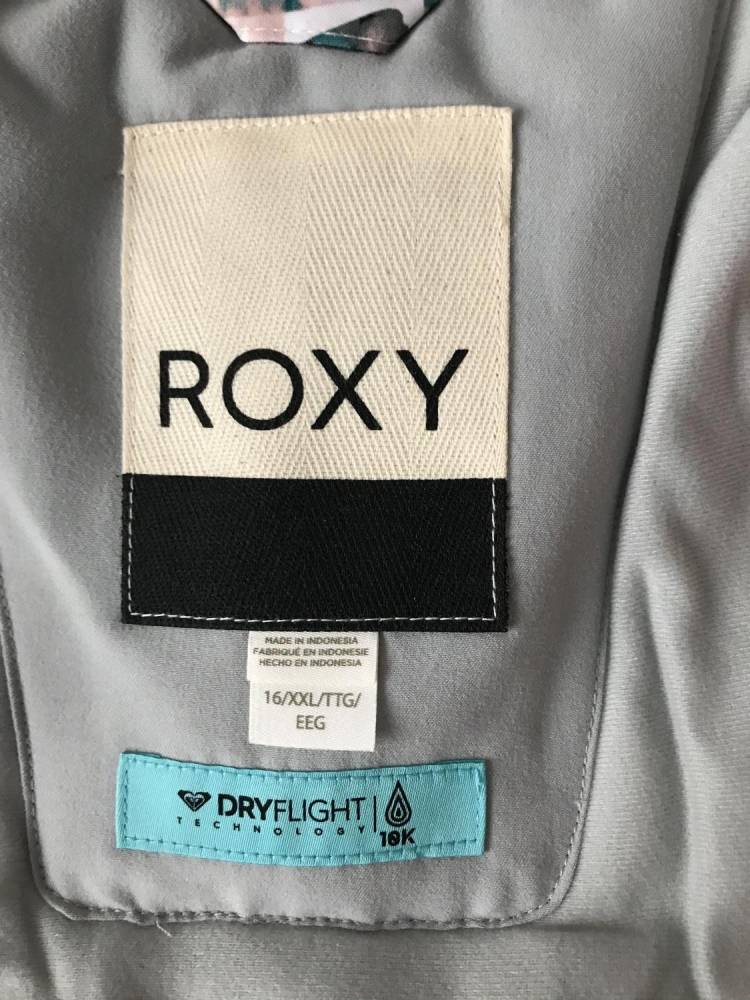 ROXY
MADE IN INDONESIA
FABRIQUÉ EN INDONESIE
HECHO EN INDONESIA
16/XXL/TTG/
EEG
DRYFLIGHT
TECHNOLOGY
10K